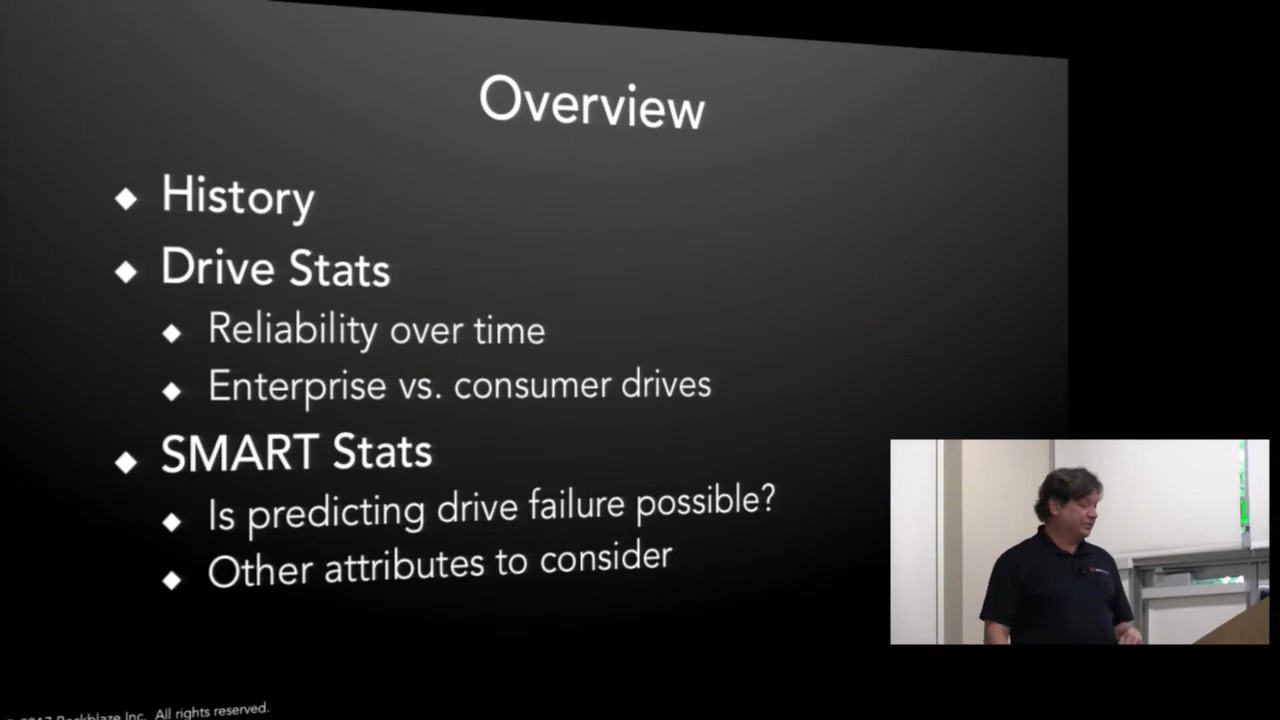 Overview
◆ History
◆ Drive Stats
◆ Reliability over time
◆ Enterprise vs. consumer drives
◆ SMART Stats
◆ Is predicting drive failure possible?
◆ Other attributes to consider
2017 Backblaze Inc. All rights reserved.